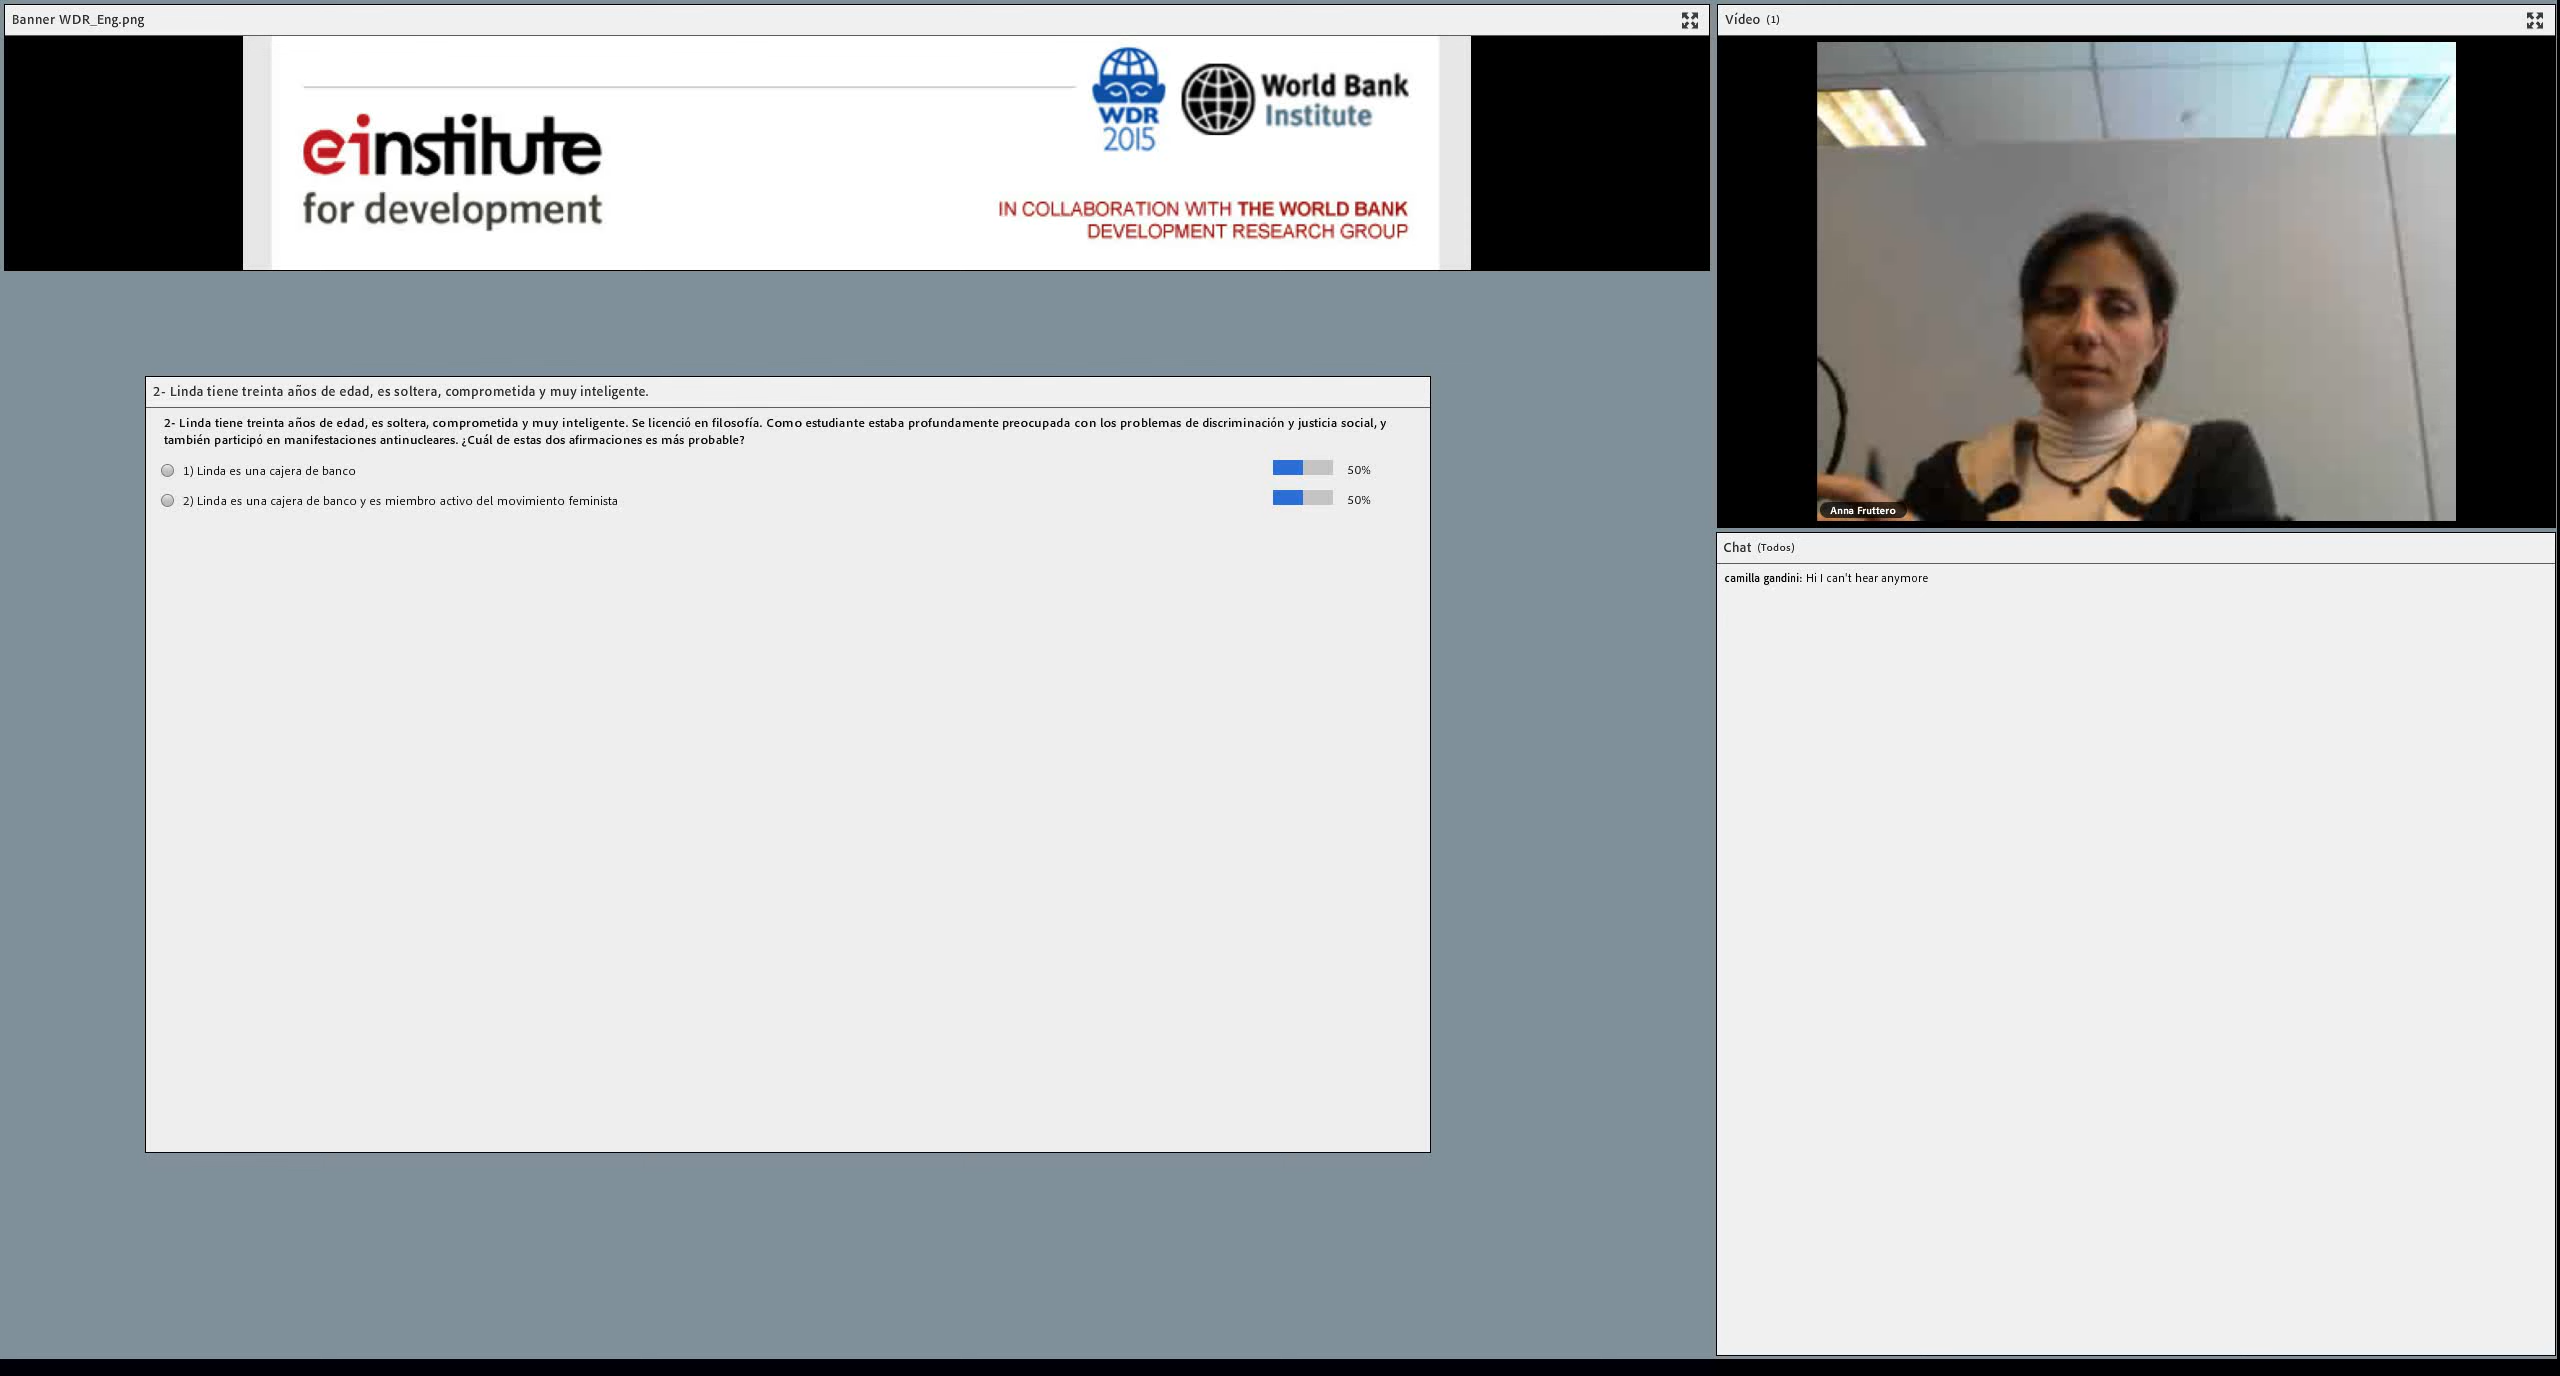 Banner WDR_Eng.png
einstitute
for development
WDR
2015
World Bank
Institute
IN COLLABORATION WITH THE WORLD BANK
DEVELOPMENT RESEARCH GROUP
2- Linda tiene treinta años de edad, es soltera, comprometida y muy inteligente.
2- Linda tiene treinta años de edad, es soltera, comprometida y muy inteligente. Se licenció en filosofía. Como estudiante estaba profundamente preocupada con los problemas de discriminación y justicia social, y
también participó en manifestaciones antinucleares. ¿Cuál de estas dos afirmaciones es más probable?
1) Linda es una cajera de banco 50%
2) Linda es una cajera de banco y es miembro activo del movimiento feminista 50%
Vídeo (1)
Anna Fruttero
Chat (Todos)
camilla gandini: Hi I can't hear anymore